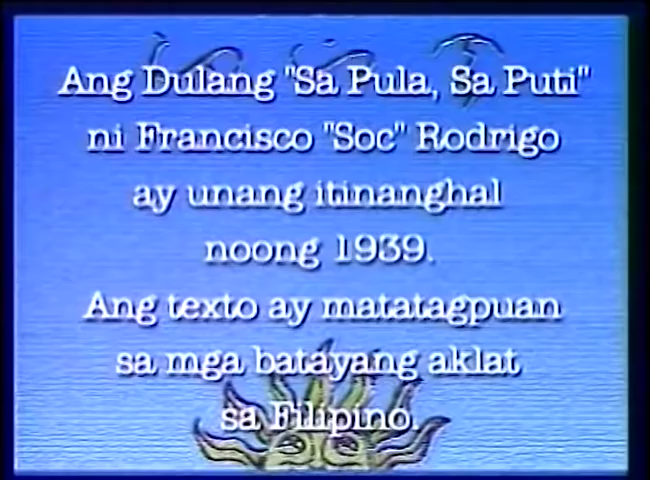 Ang Dulang "Sa Pula, Sa Puti"
ni Francisco "Soc" Rodrigo
ay unang itinanghal
noong 1939.
Ang texto ay matatagpuan
sa mga batayang aklat
sa Filipino.